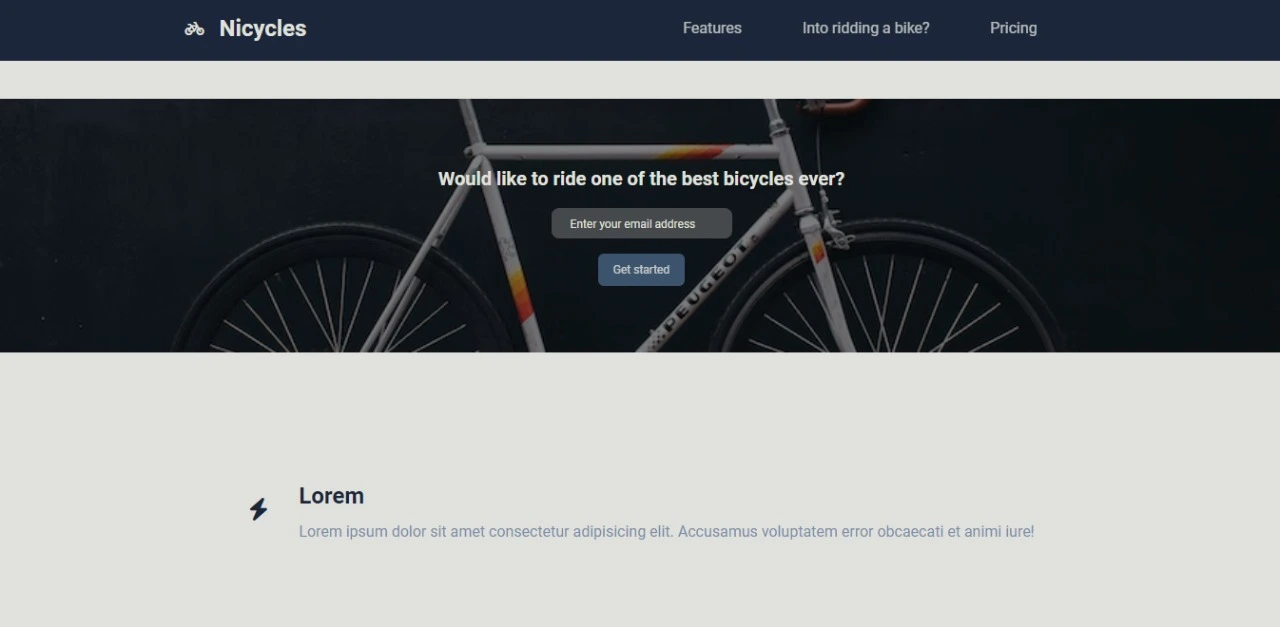 Nicycles
Features
Into ridding a bike?
Pricing
Would like to ride one of the best bicycles ever?
Enter your email address
Get started
PEUGEOT
Lorem
Lorem ipsum dolor sit amet consectetur adipisicing elit. Accusamus voluptatem error obcaecati et animi iure!